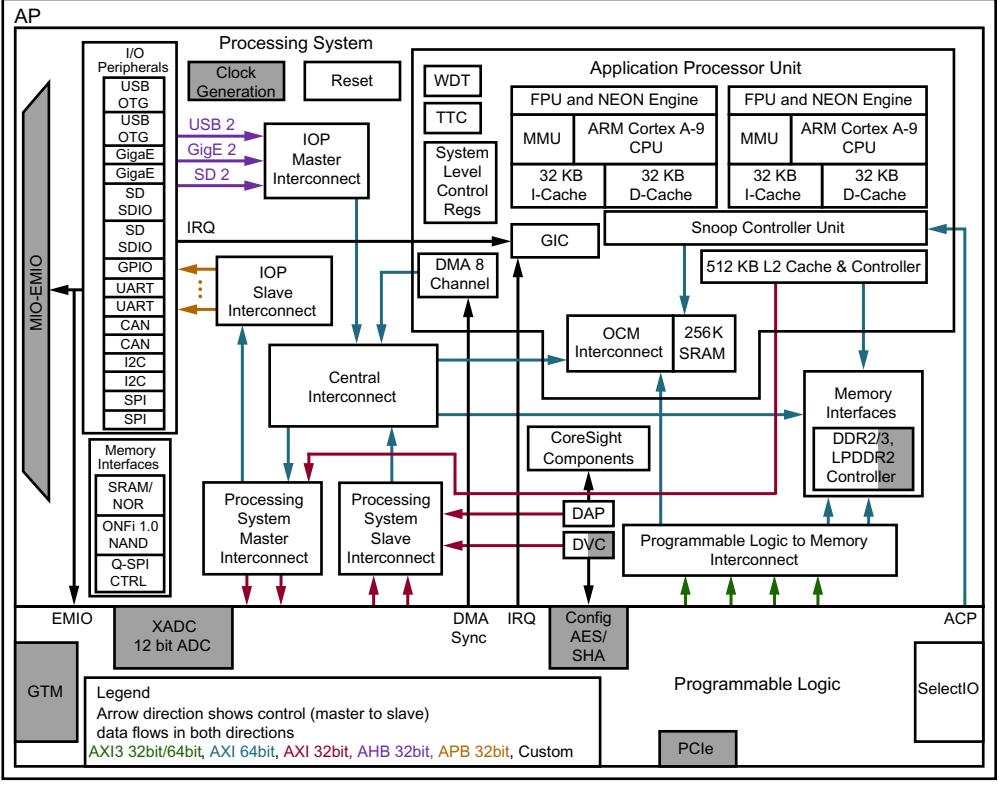 AP
Processing System
I/O
Peripherals
USB
OTG
USB
OTG
GigaE
GigaE
SD
SDIO
SD
SDIO
GPIO
UART
UART
CAN
CAN
I2C
I2C
SPI
SPI
Memory
Interfaces
SRAM/
NOR
ONFi 1.0
NAND
Q-SPI
CTRL
MIO-EMIO
Clock
Generation
Reset
USB 2
GigE 2
SD 2
IOP
Master
Interconnect
IRQ
IOP
Slave
Interconnect
WDT
TTC
System
Level
Control
Regs
Application Processor Unit
FPU and NEON Engine
MMU
ARM Cortex A-9
CPU
32 KB
I-Cache
32 KB
D-Cache
FPU and NEON Engine
MMU
ARM Cortex A-9
CPU
32 KB
I-Cache
32 KB
D-Cache
GIC
Snoop Controller Unit
DMA 8
Channel
512 KB L2 Cache & Controller
OCM
Interconnect
256K
SRAM
Central
Interconnect
Memory
Interfaces
DDR2/3,
LPDDR2
Controller
CoreSight
Components
Processing
System
Master
Interconnect
Processing
System
Slave
Interconnect
DAP
DVC
Programmable Logic to Memory
Interconnect
EMIO
XADC
12 bit ADC
DMA
Sync
IRQ
Config
AES/
SHA
ACP
GTM
Legend
Arrow direction shows control (master to slave)
data flows in both directions
AXI3 32bit/64bit, AXI 64bit, AXI 32bit, AHB 32bit, APB 32bit, Custom
Programmable Logic
PCIe
SelectIO